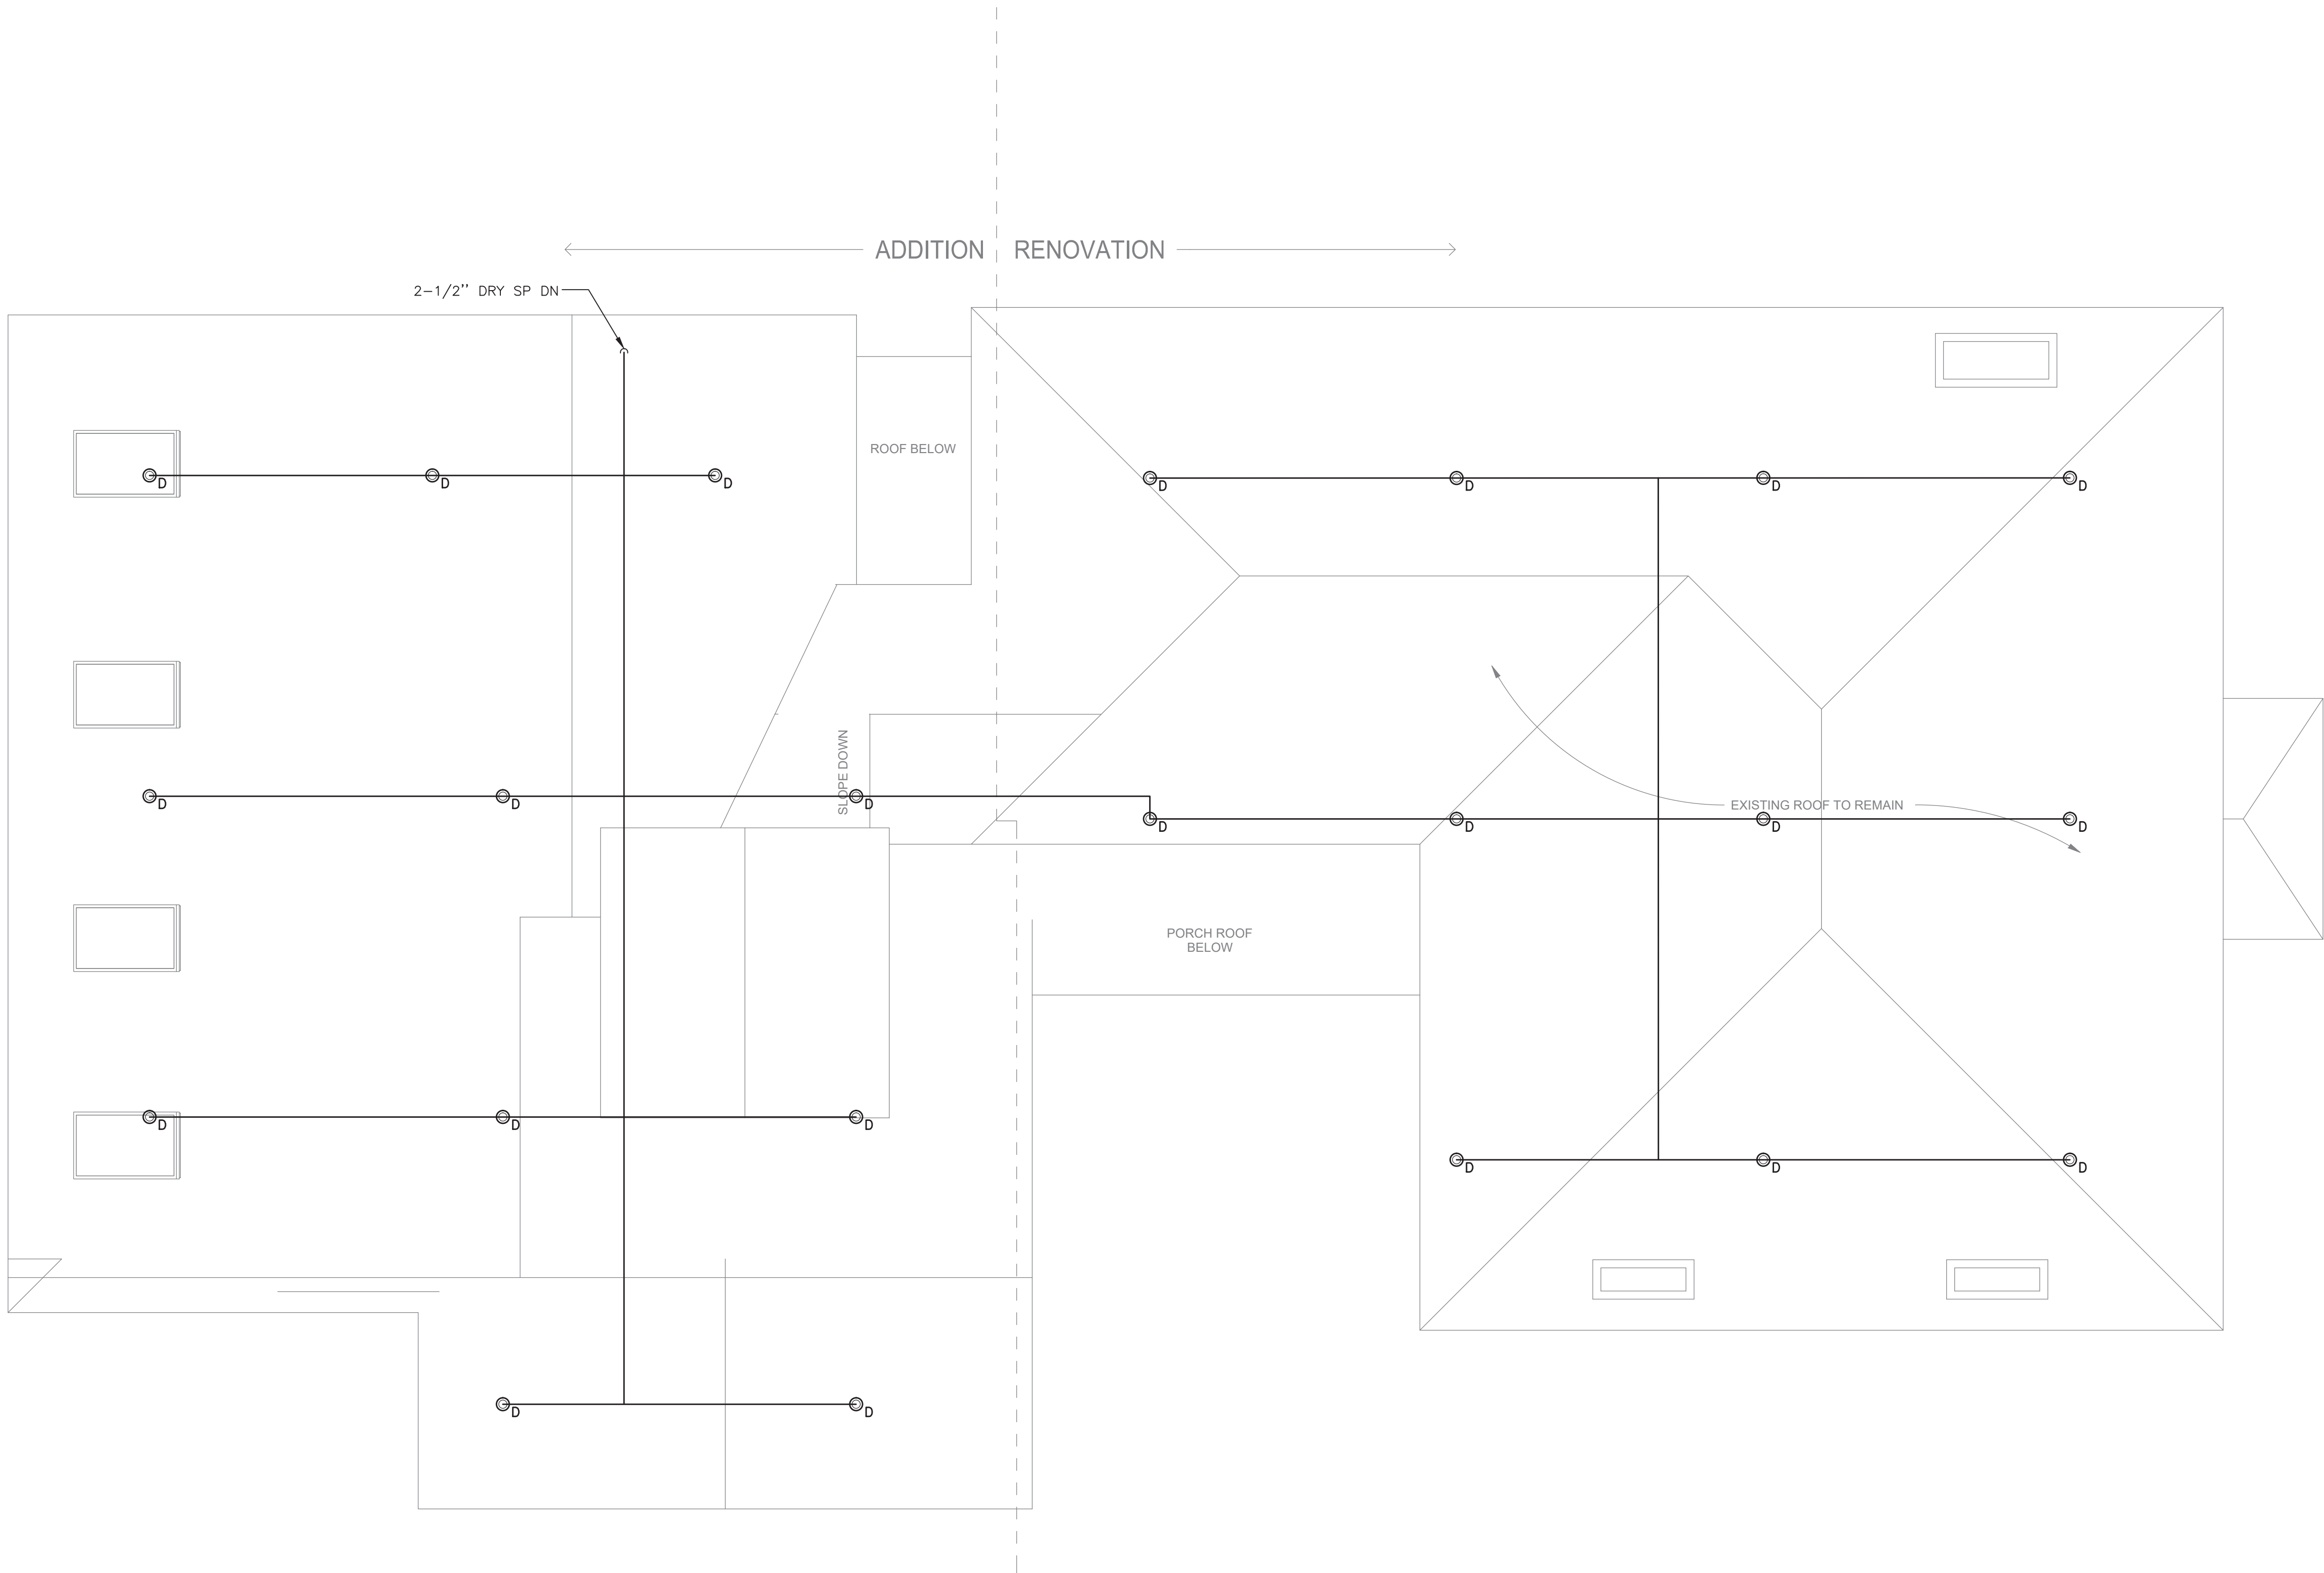 ADDITION RENOVATION
2-1/2'' DRY SP DN
ROOF BELOW
D D D D D D D
SLOPE DOWN
EXISTING ROOF TO REMAIN
D D D D D D D
PORCH ROOF
BELOW
D D D
D D D
D D